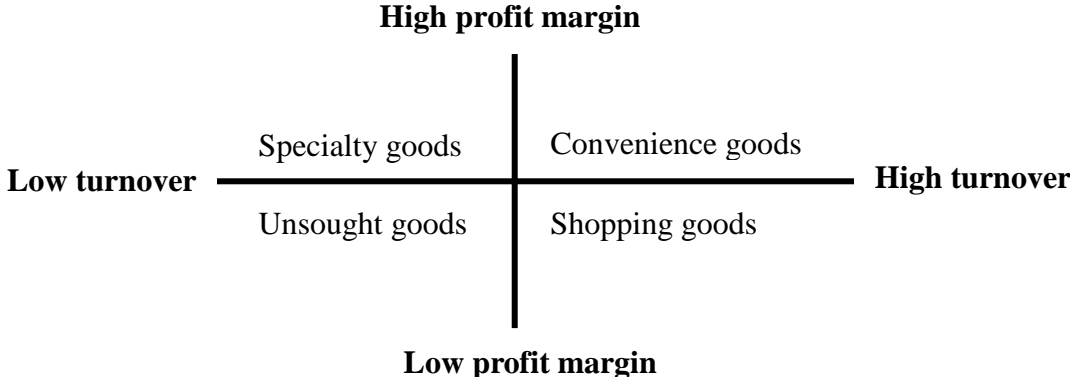 High profit margin
Specialty goods
Convenience goods
Low turnover
High turnover
Unsought goods
Shopping goods
Low profit margin